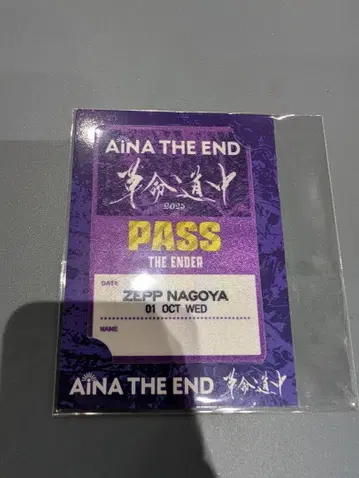 AiNA THE END
革命道中
2025
PASS
THE ENDER
DATE
ZEPP NAGOYA
01 OCT WED
NAME
AiNA THE END 革命道中